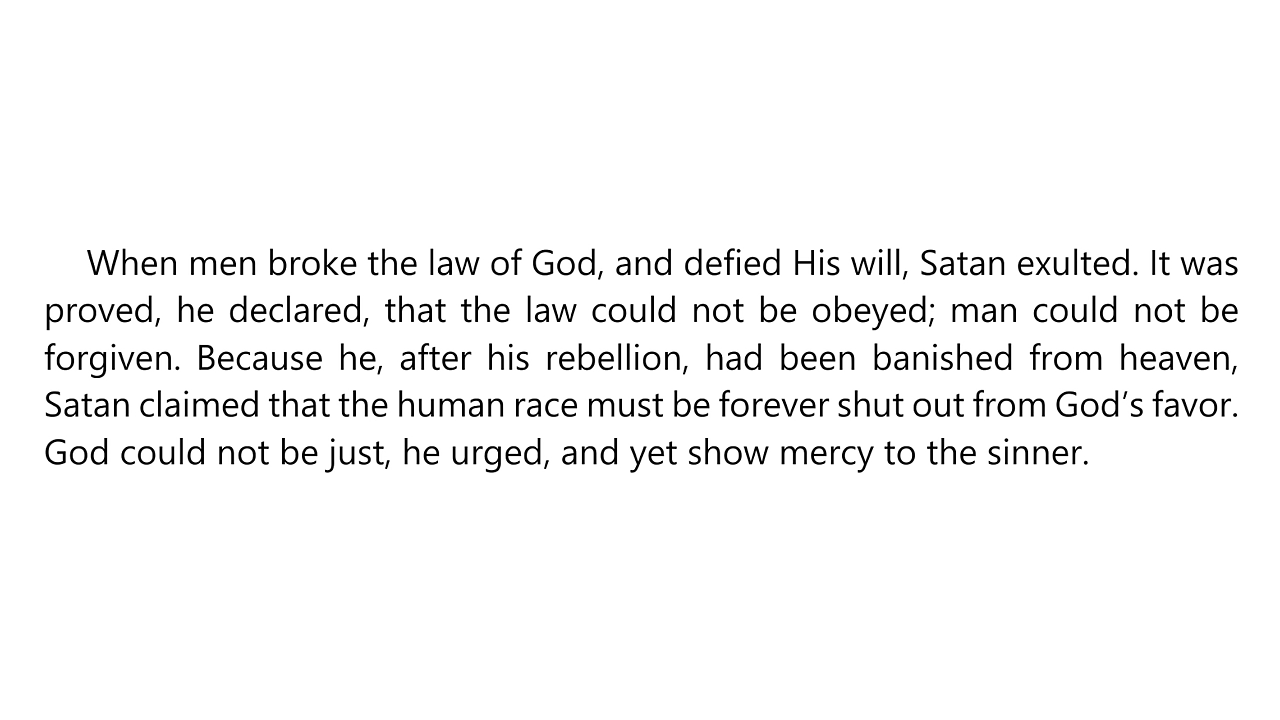 When men broke the law of God, and defied His will, Satan exulted. It was
proved, he declared, that the law could not be obeyed; man could not be
forgiven. Because he, after his rebellion, had been banished from heaven,
Satan claimed that the human race must be forever shut out from God’s favor.
God could not be just, he urged, and yet show mercy to the sinner.